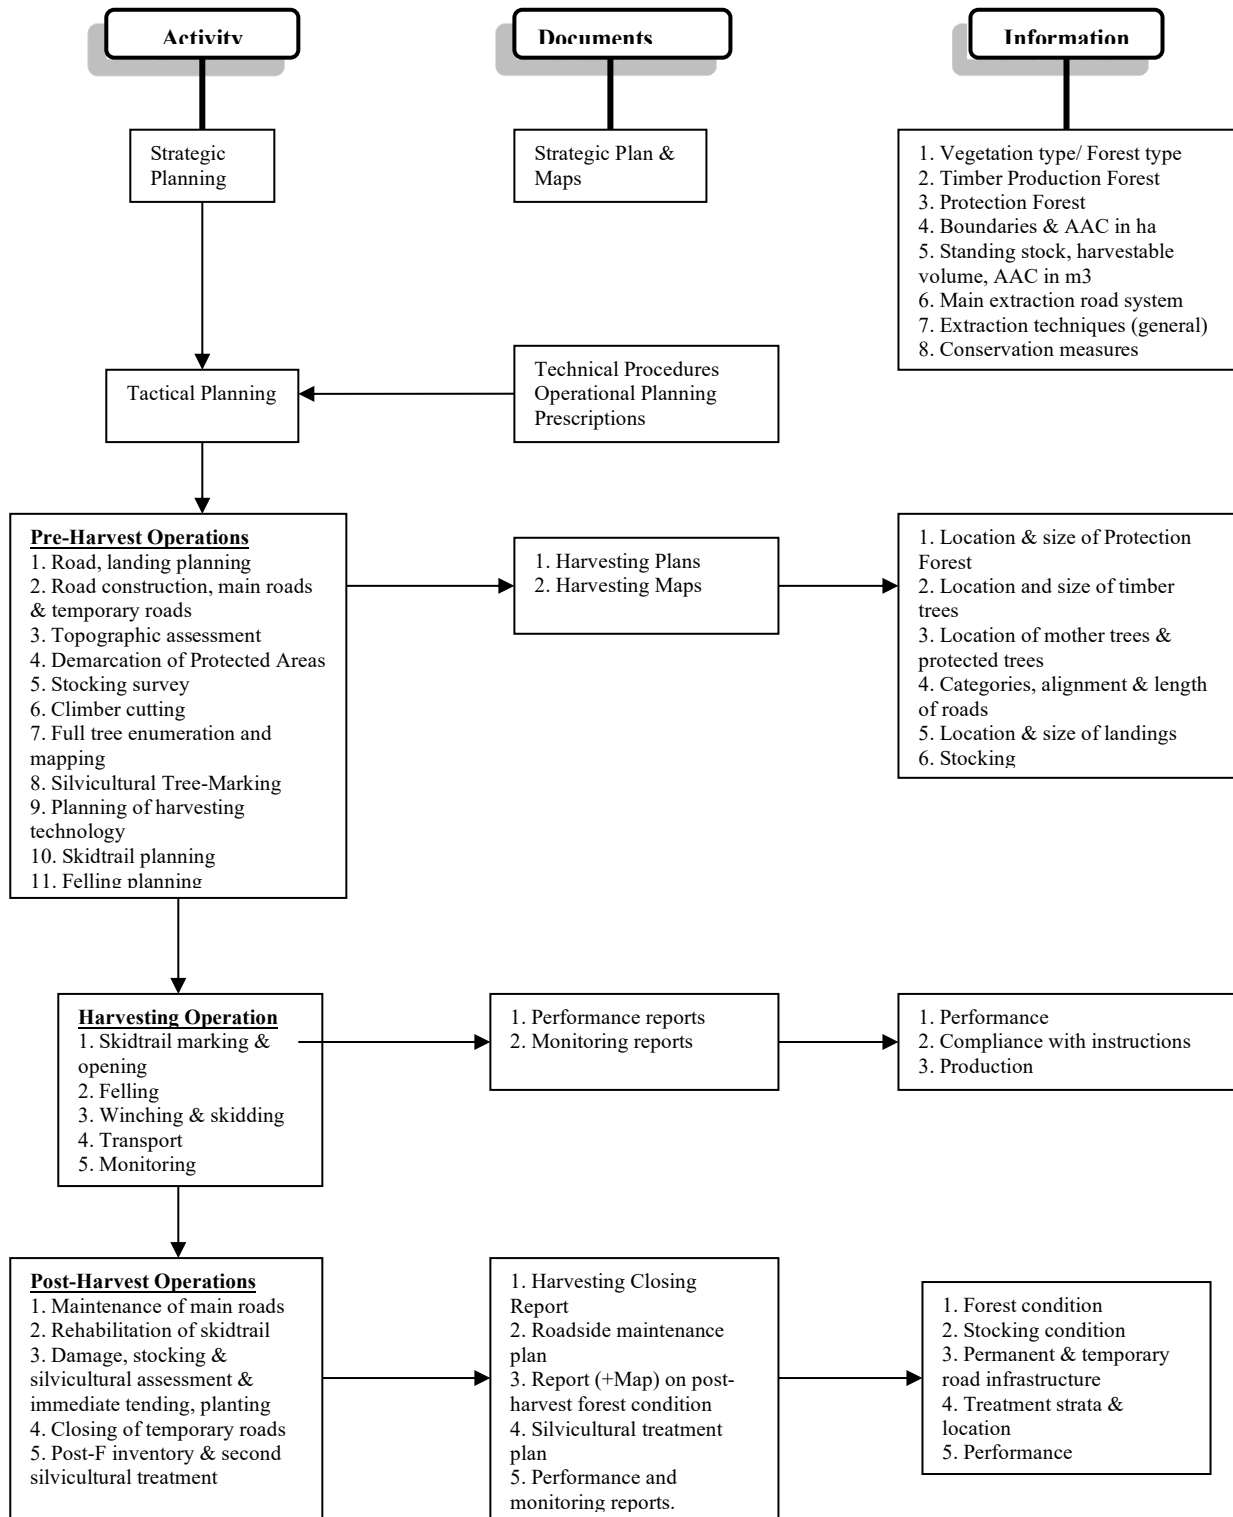 Activity
Documents
Information
Strategic
Planning
Strategic Plan &
Maps
1. Vegetation type/ Forest type
2. Timber Production Forest
3. Protection Forest
4. Boundaries & AAC in ha
5. Standing stock, harvestable
volume, AAC in m3
6. Main extraction road system
7. Extraction techniques (general)
8. Conservation measures
Tactical Planning
Technical Procedures
Operational Planning
Prescriptions
Pre-Harvest Operations
1. Road, landing planning
2. Road construction, main roads
& temporary roads
3. Topographic assessment
4. Demarcation of Protected Areas
5. Stocking survey
6. Climber cutting
7. Full tree enumeration and
mapping
8. Silvicultural Tree-Marking
9. Planning of harvesting
technology
10. Skidtrail planning
11. Felling planning
1. Harvesting Plans
2. Harvesting Maps
1. Location & size of Protection
Forest
2. Location and size of timber
trees
3. Location of mother trees &
protected trees
4. Categories, alignment & length
of roads
5. Location & size of landings
6. Stocking
Harvesting Operation
1. Skidtrail marking &
opening
2. Felling
3. Winching & skidding
4. Transport
5. Monitoring
1. Performance reports
2. Monitoring reports
1. Performance
2. Compliance with instructions
3. Production
Post-Harvest Operations
1. Maintenance of main roads
2. Rehabilitation of skidtrail
3. Damage, stocking &
silvicultural assessment &
immediate tending, planting
4. Closing of temporary roads
5. Post-F inventory & second
silvicultural treatment
1. Harvesting Closing
Report
2. Roadside maintenance
plan
3. Report (+Map) on post-
harvest forest condition
4. Silvicultural treatment
plan
5. Performance and
monitoring reports.
1. Forest condition
2. Stocking condition
3. Permanent & temporary
road infrastructure
4. Treatment strata &
location
5. Performance